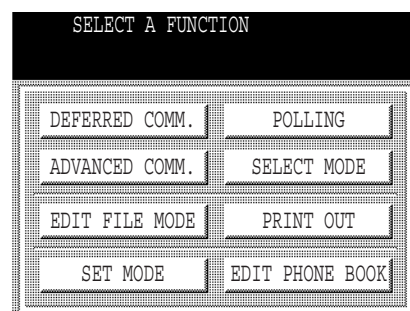 SELECT A FUNCTION
DEFERRED COMM. POLLING
ADVANCED COMM. SELECT MODE
EDIT FILE MODE PRINT OUT
SET MODE EDIT PHONE BOOK